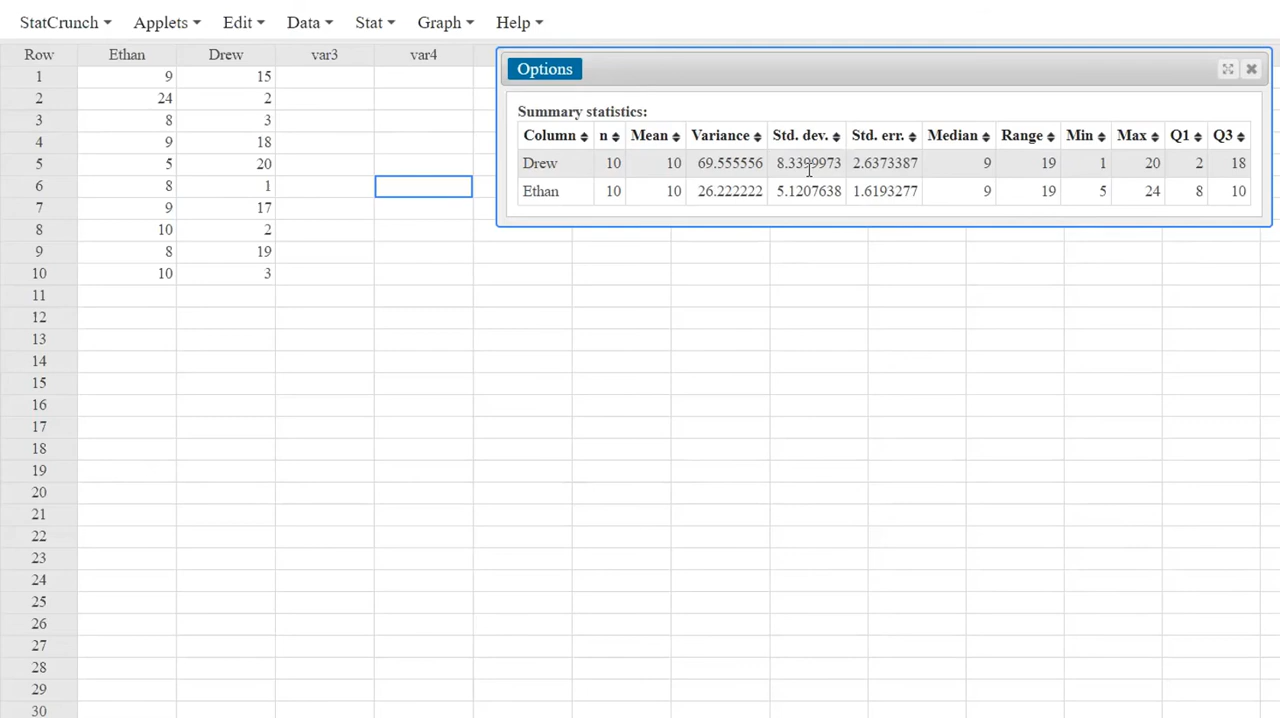 StatCrunch Applets Edit Data Stat Graph Help
Row Ethan Drew var3 var4
Options
Summary statistics:
Column n Mean Variance Std. dev. Std. err. Median Range Min Max Q1 Q3
Drew 10 10 69.555556 8.3399973 2.6373387 9 19 1 20 2 18
Ethan 10 10 26.222222 5.1207638 1.6193277 9 19 5 24 8 10
1 9 15
2 24 2
3 8 3
4 9 18
5 5 20
6 8 1
7 9 17
8 10 2
9 8 19
10 10 3
11
12
13
14
15
16
17
18
19
20
21
22
23
24
25
26
27
28
29
30